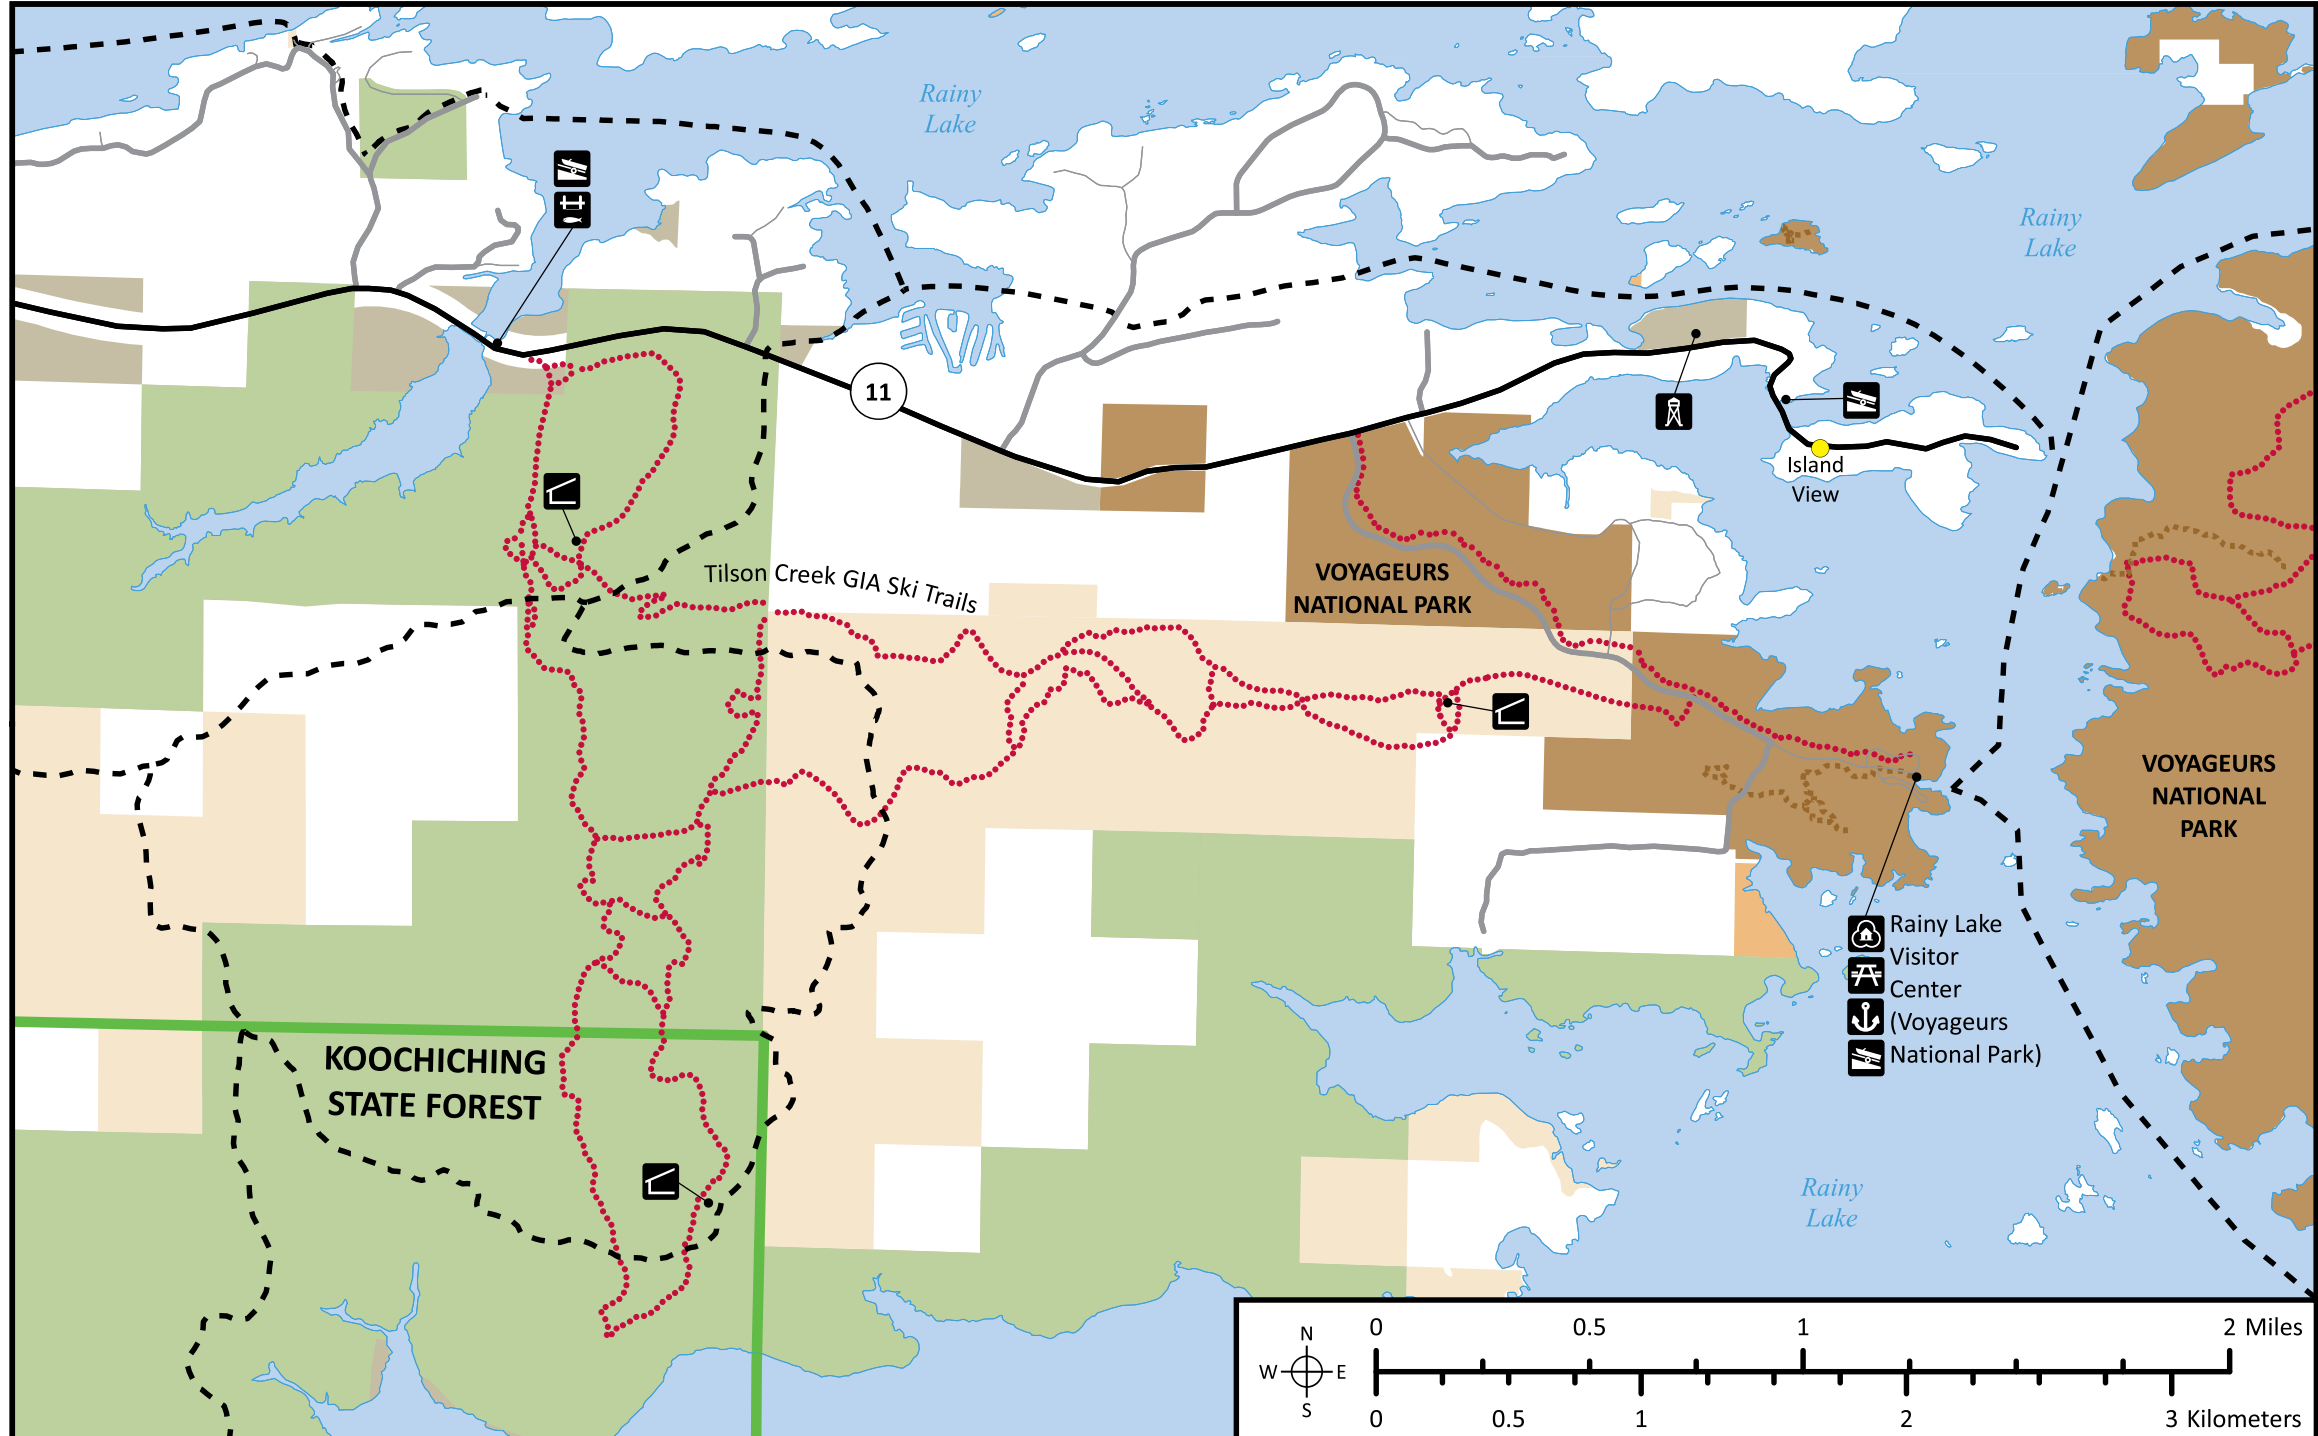 Rainy
Lake
Rainy
Lake
11
Island
View
Tilson Creek GIA Ski Trails
VOYAGEURS
NATIONAL PARK
VOYAGEURS
NATIONAL
PARK
Rainy Lake
Visitor
Center
(Voyageurs
National Park)
KOOCHICHING
STATE FOREST
Rainy
Lake
N
W E
S
0 0.5 1 2 Miles
0 0.5 1 2 3 Kilometers